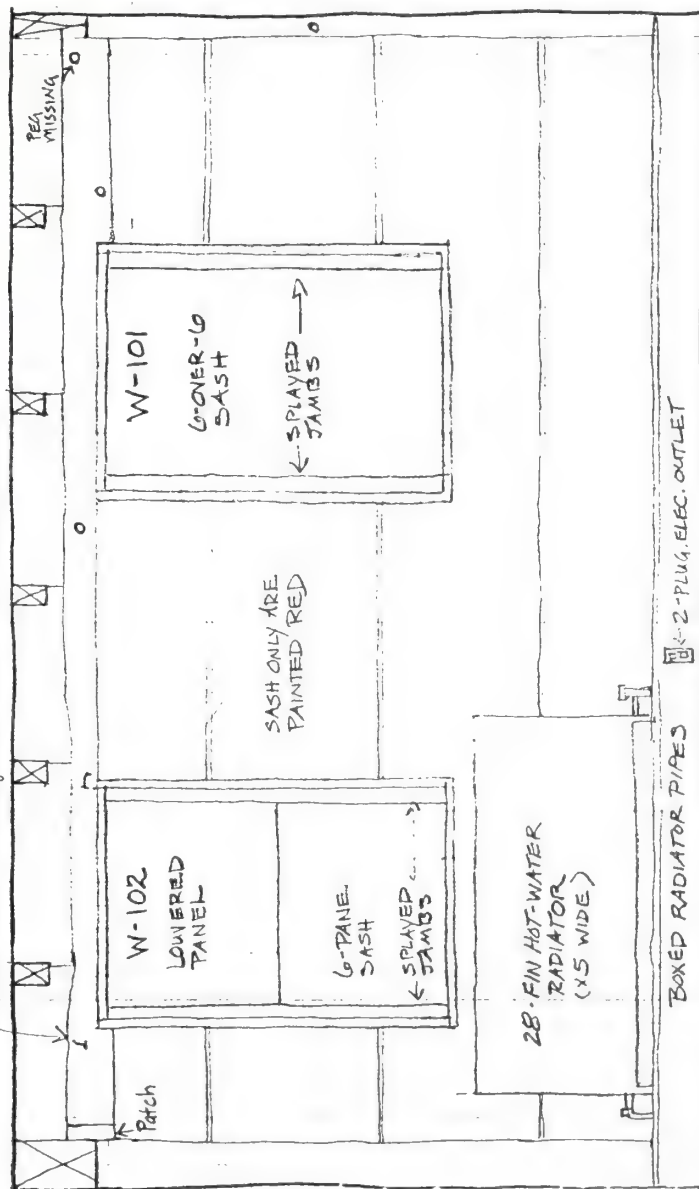 PEG
MISSING
W-102
LOUVERED
PANEL
6-PANE
SASH
SPLAYED
JAMBS
SASH ONLY ARE
PAINTED RED
W-101
6-OVER-6
SASH
SPLAYED
JAMBS
Patch
28-FIN HOT-WATER
RADIATOR
(x5 WIDE)
BOXED RADIATOR PIPES
2-PLUG. ELEC. OUTLET